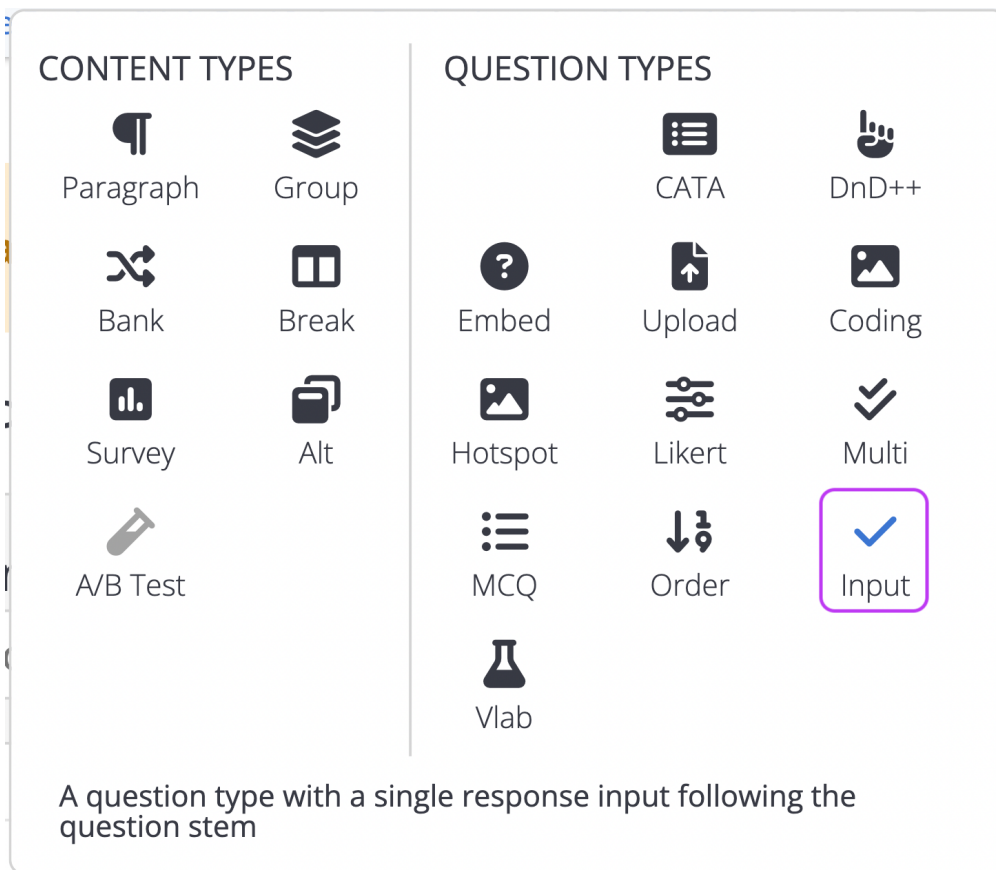 CONTENT TYPES
Paragraph
Group
Bank
Break
Survey
Alt
A/B Test
QUESTION TYPES
CATA
DnD++
Embed
Upload
Coding
Hotspot
Likert
Multi
MCQ
Order
Input
Vlab
A question type with a single response input following the
question stem